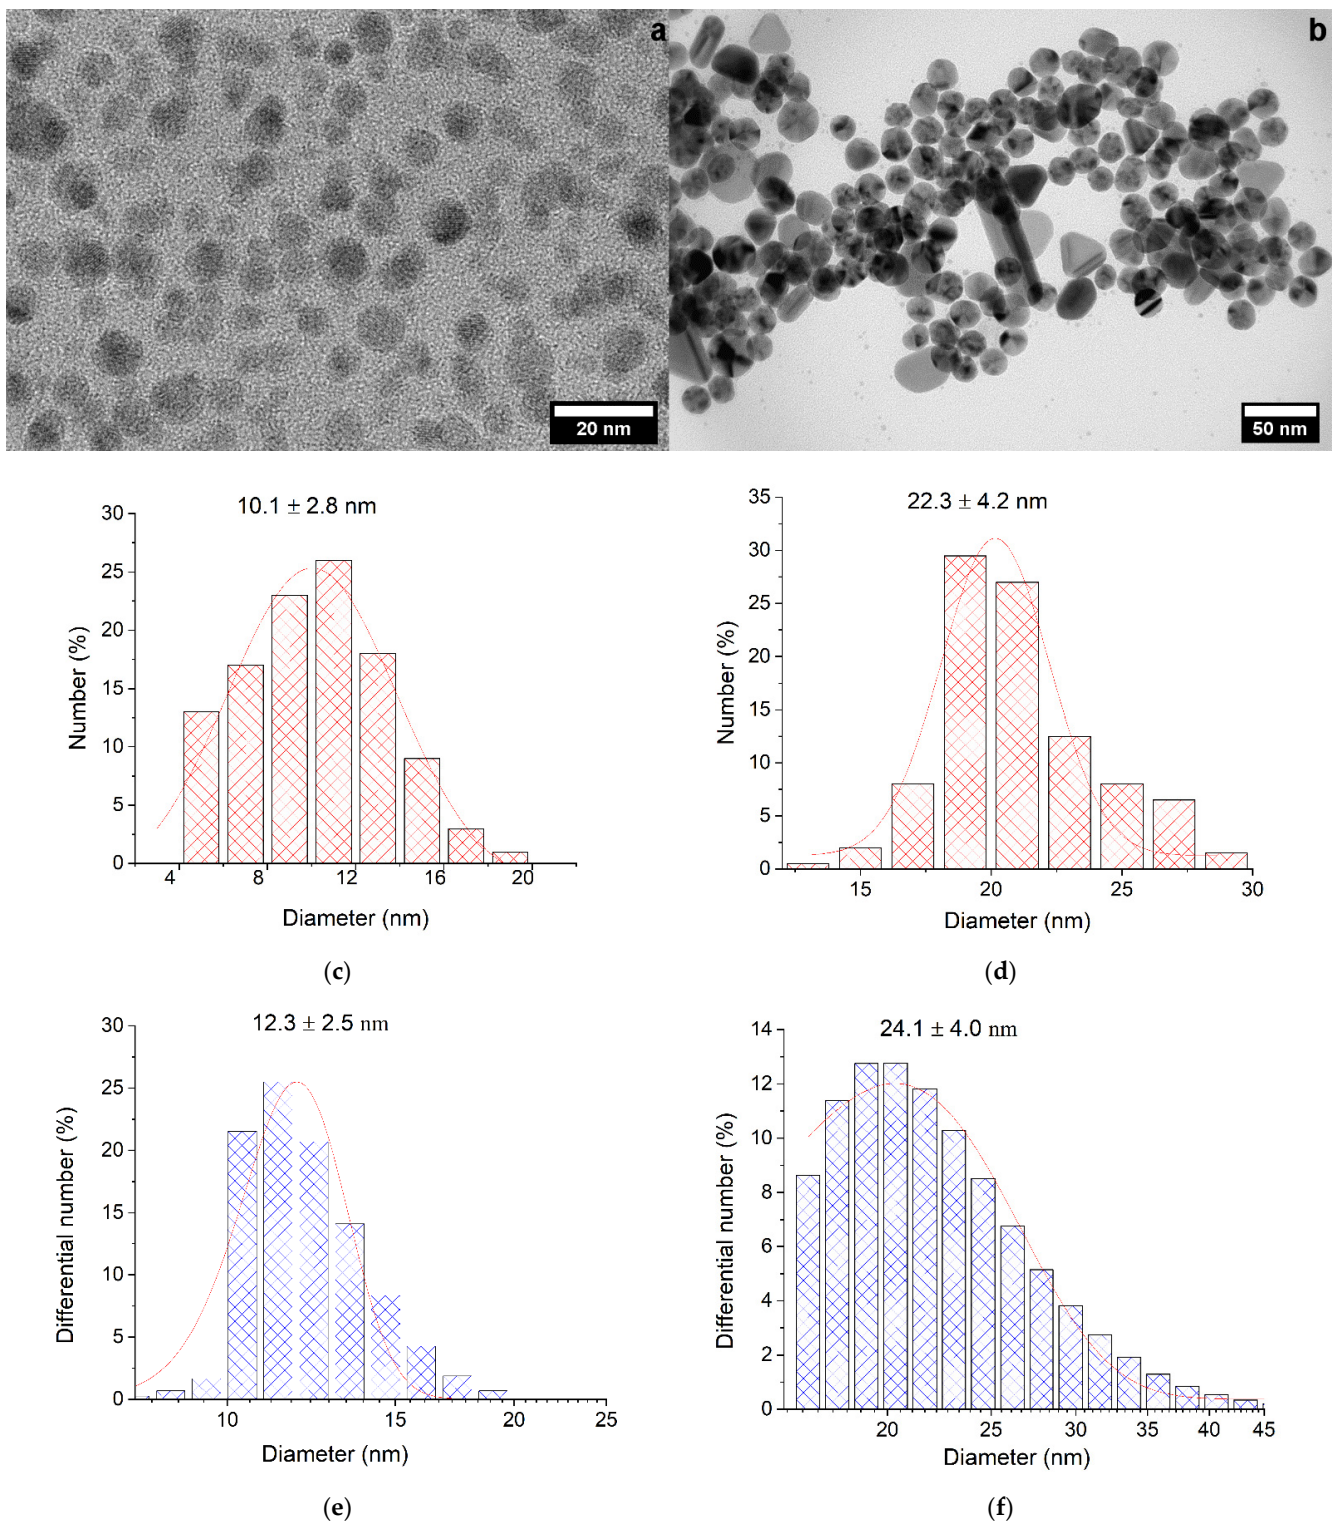 a
b
20 nm
50 nm
10.1 ± 2.8 nm
30
25
20
15
10
5
0
Number (%)
4 8 12 16 20
Diameter (nm)
(c)
22.3 ± 4.2 nm
35
30
25
20
15
10
5
0
Number (%)
15 20 25 30
Diameter (nm)
(d)
12.3 ± 2.5 nm
30
25
20
15
10
5
0
Differential number (%)
10 15 20 25
Diameter (nm)
(e)
24.1 ± 4.0 nm
14
12
10
8
6
4
2
0
Differential number (%)
20 25 30 35 40 45
Diameter (nm)
(f)